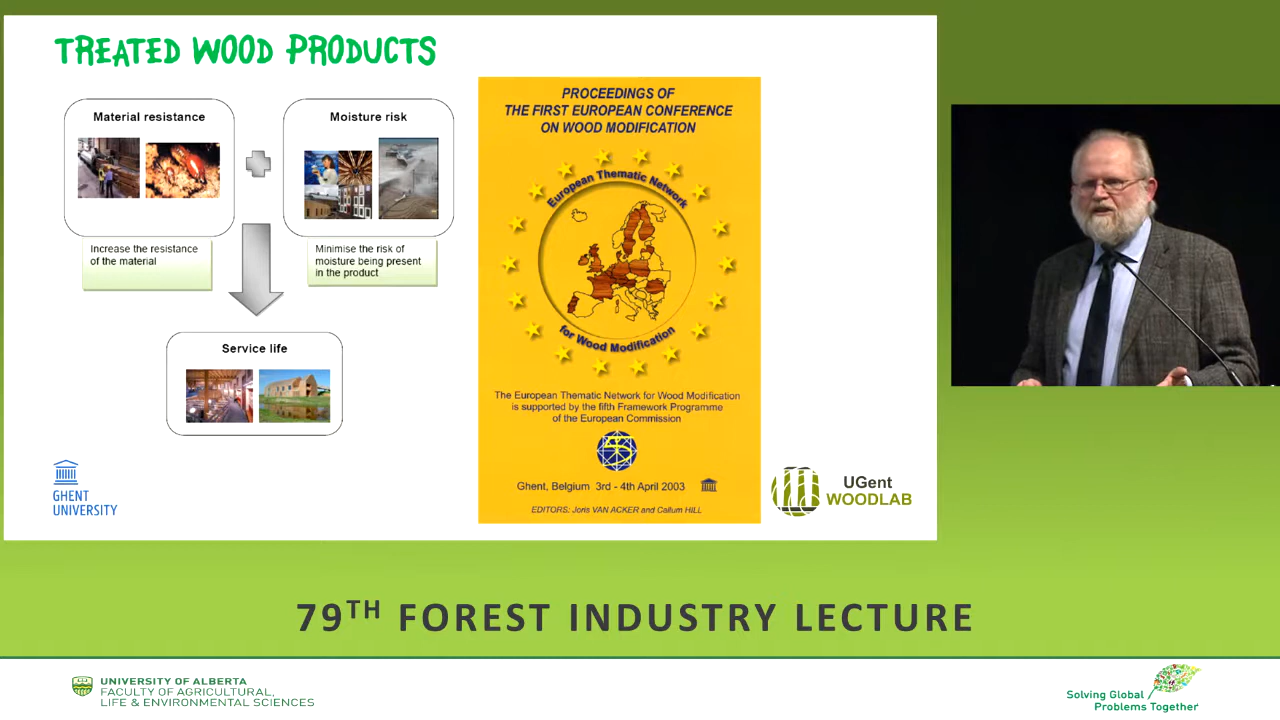 TREATED WOOD PRODUCTS
Material resistance
Moisture risk
Increase the resistance
of the material
Minimise the risk of
moisture being present
in the product
Service life
GHENT
UNIVERSITY
PROCEEDINGS OF
THE FIRST EUROPEAN CONFERENCE
ON WOOD MODIFICATION
European Thematic Network
for Wood Modification
The European Thematic Network for Wood Modification
is supported by the fifth Framework Programme
of the European Commission
5
Ghent, Belgium 3rd - 4th April 2003
EDITORS: Joris VAN ACKER and Callum HILL
UGent
WOODLAB
79TH FOREST INDUSTRY LECTURE
UNIVERSITY OF ALBERTA
FACULTY OF AGRICULTURAL,
LIFE & ENVIRONMENTAL SCIENCES
Solving Global
Problems Together